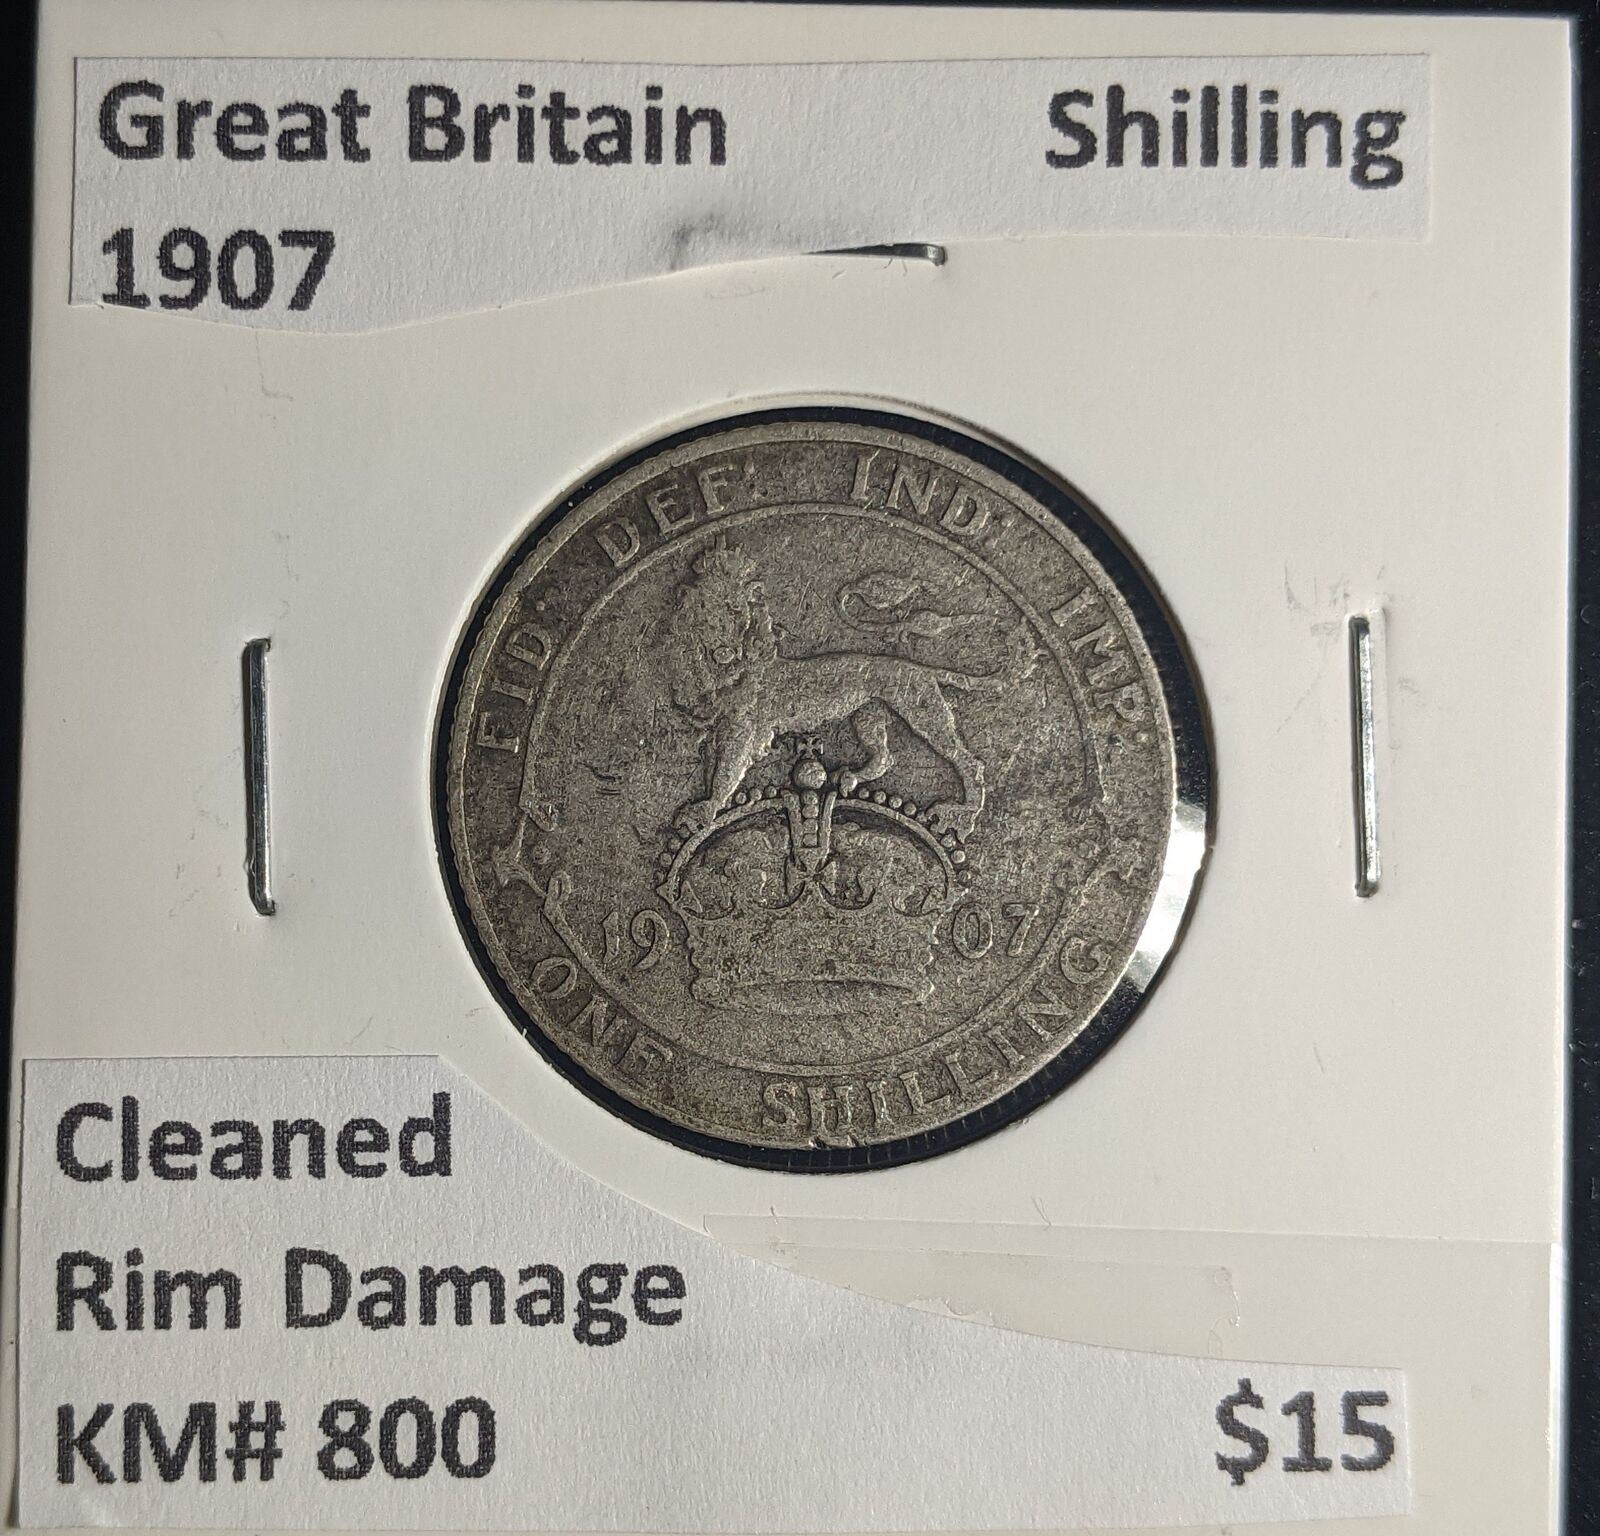 Great Britain Shilling
1907
FID: DEF: IND: IMP:
19 07
ONE SHILLING
Cleaned
Rim Damage
KM# 800 $15